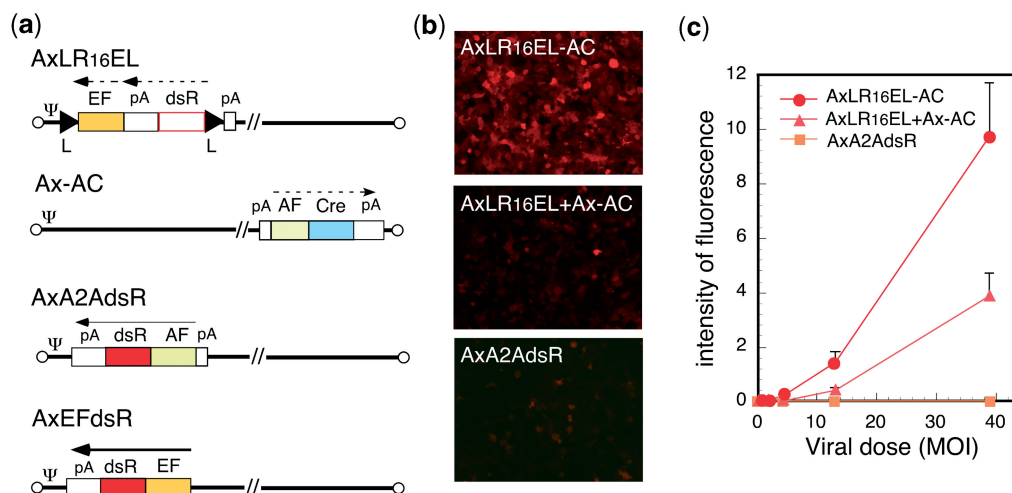 (a)
AxLR16EL
Ψ EF pA dsR pA
//
L L
Ax-AC
Ψ pA AF Cre pA
//
AxA2AdsR
Ψ pA dsR AF pA
//
AxEFdsR
Ψ pA dsR EF
//
(b)
AxLR16EL-AC
AxLR16EL+Ax-AC
AxA2AdsR
(c)
12
10
8
6
4
2
0
intensity of fluorescence
AxLR16EL-AC
AxLR16EL+Ax-AC
AxA2AdsR
0 10 20 30 40
Viral dose (MOI)